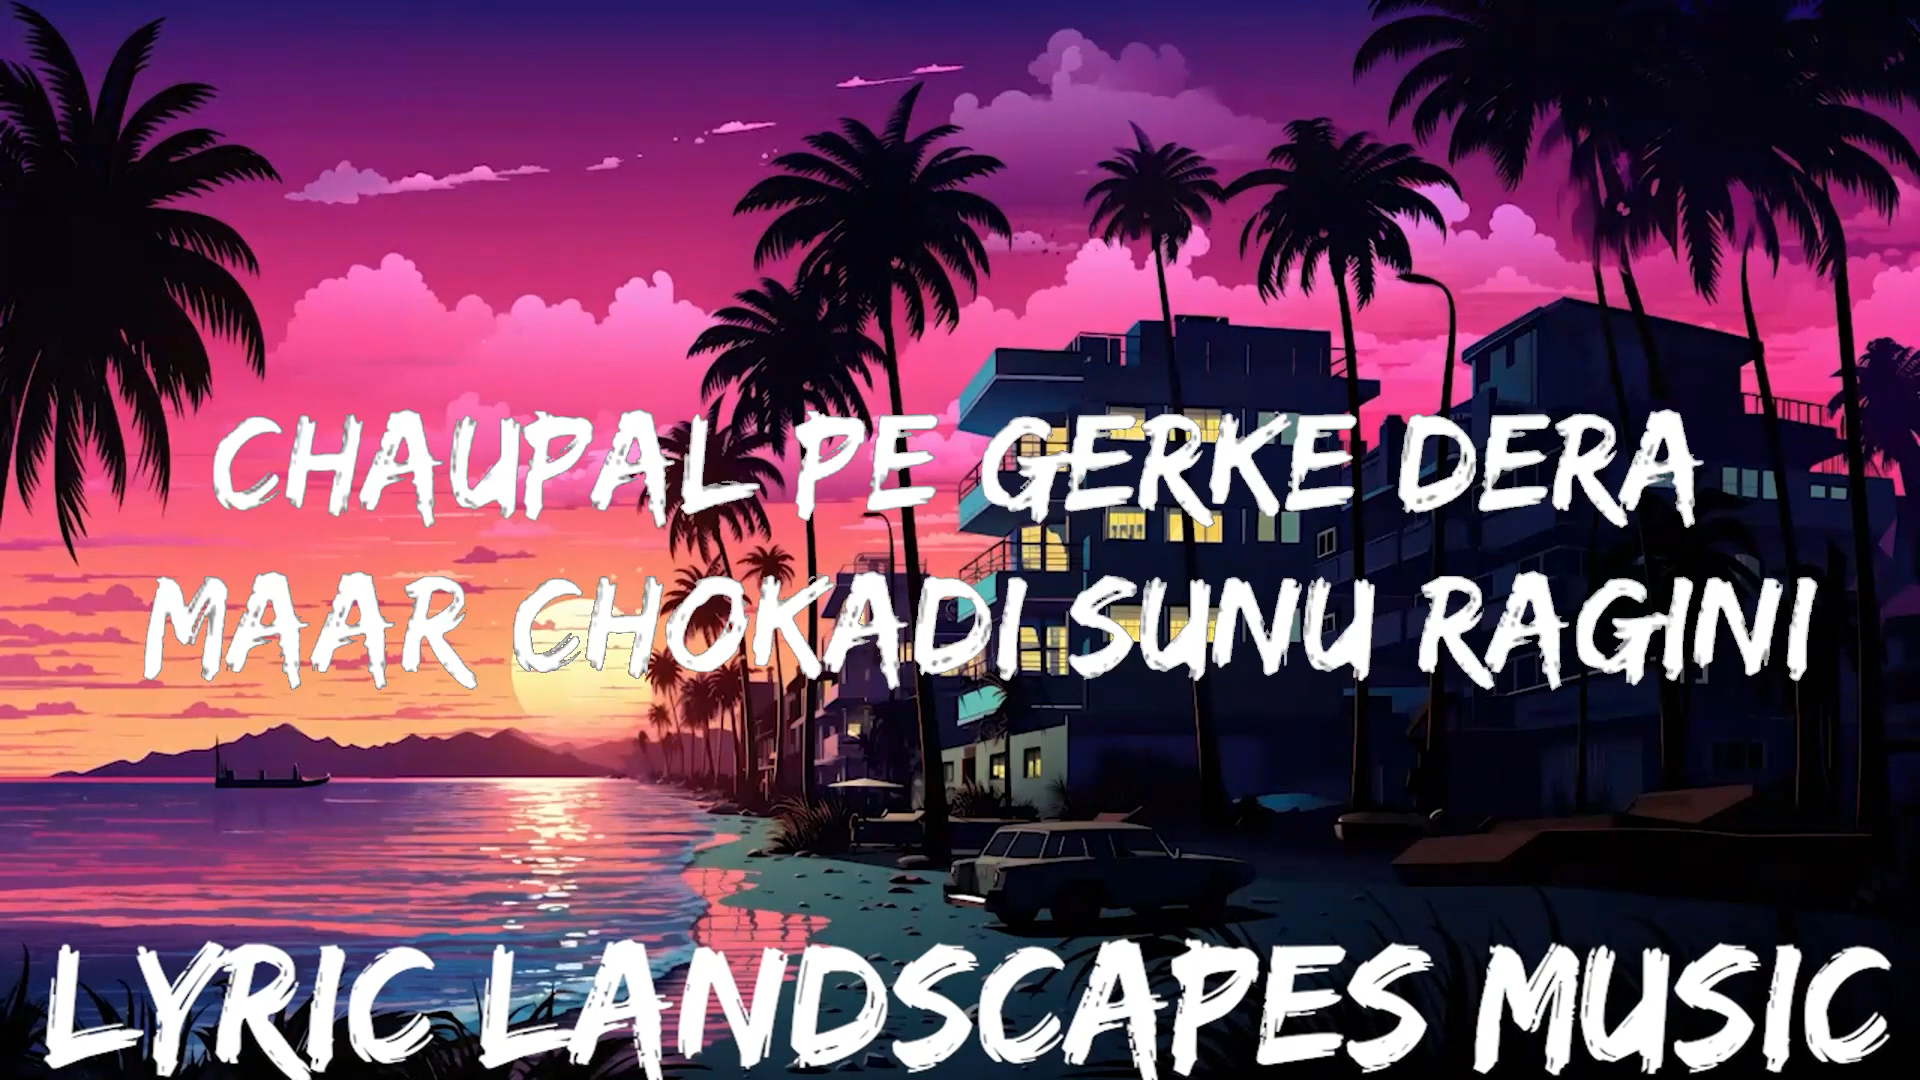 CHAUPAL PE GERKE DERA
MAAR CHOKADI SUNU RAGINI
LYRIC LANDSCAPES MUSIC